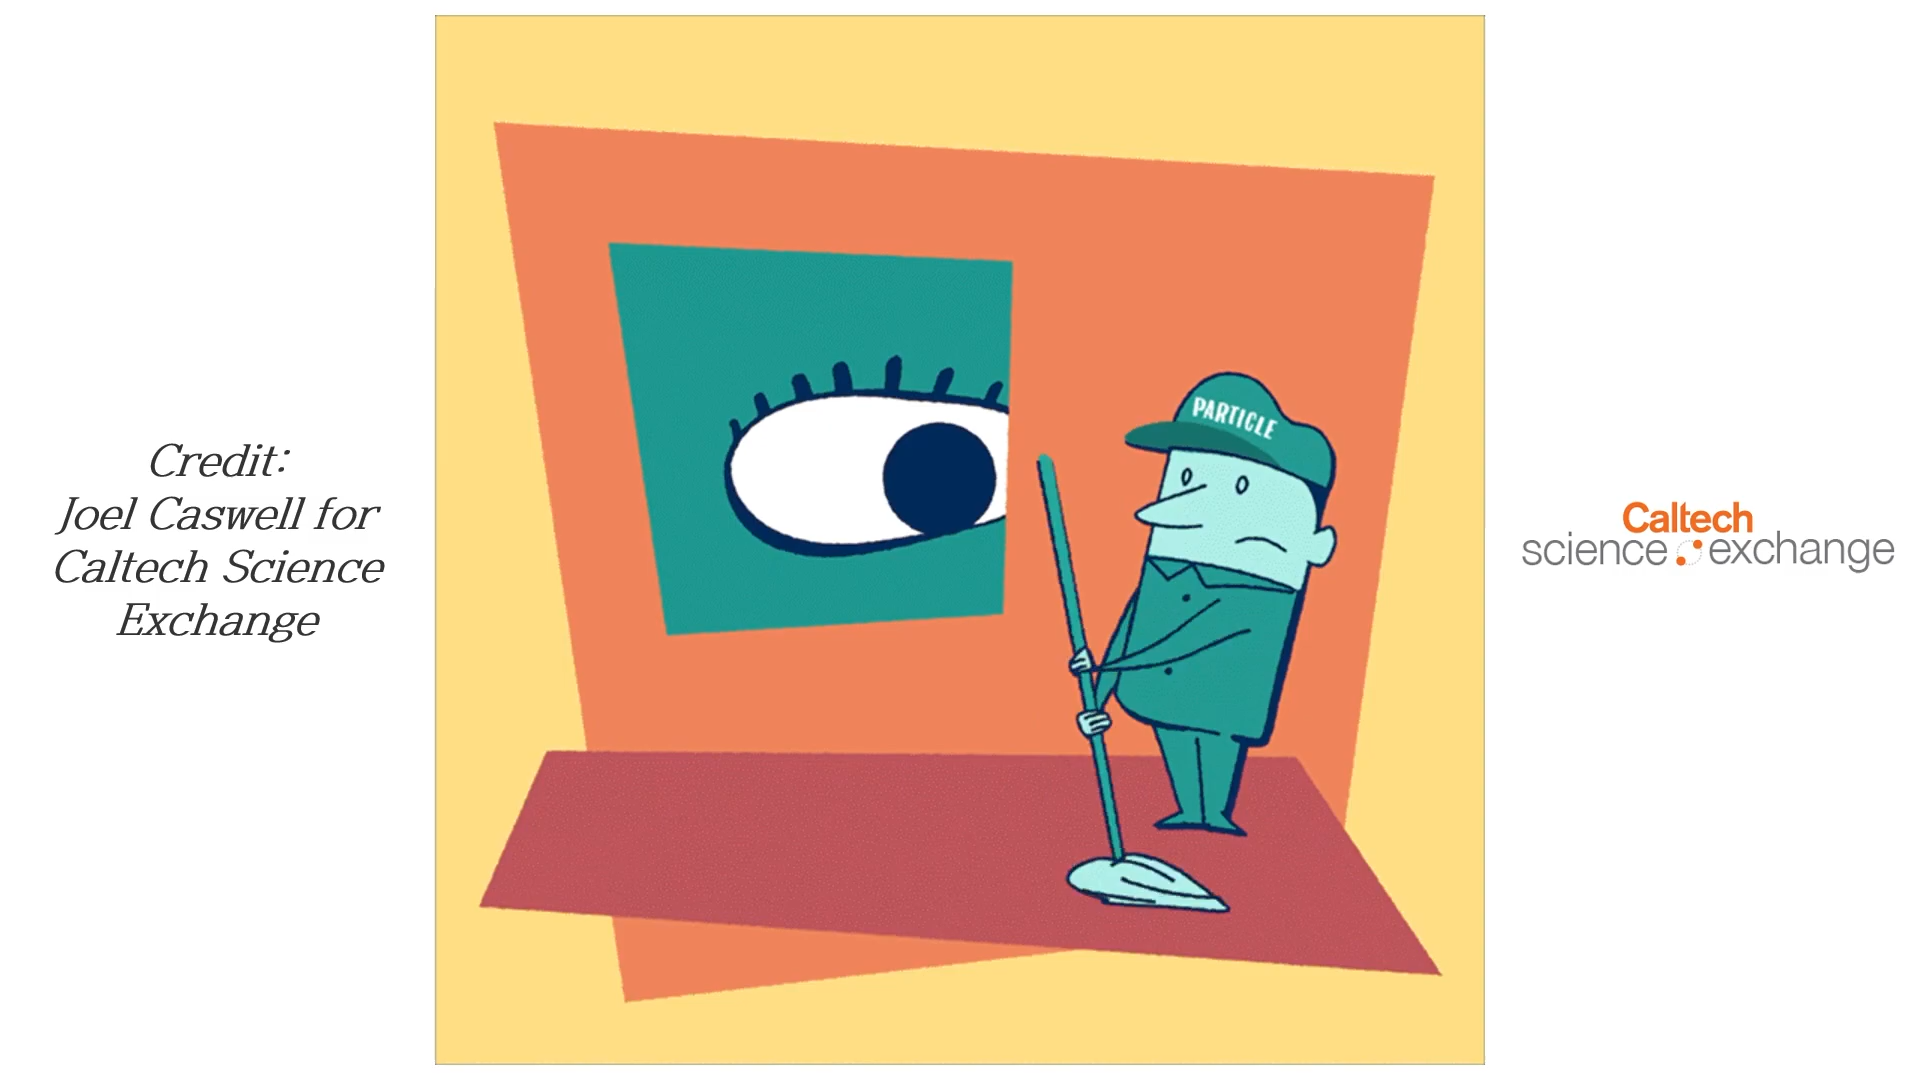 Credit:
Joel Caswell for
Caltech Science
Exchange
PARTICLE
Caltech
science exchange